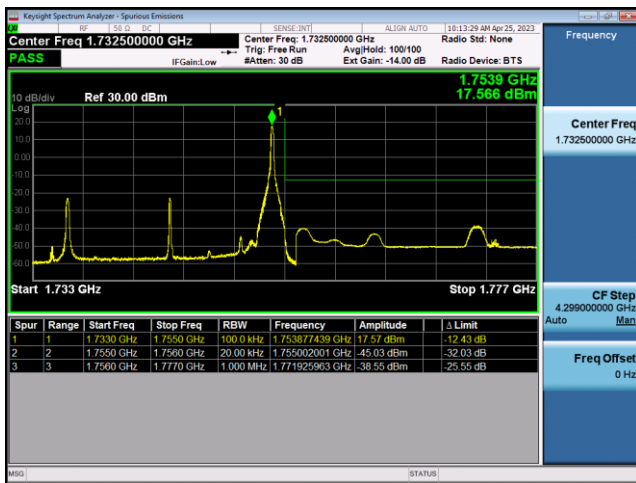 Keysight Spectrum Analyzer - Spurious Emissions
RF 50 Ω DC SENSE:INT ALIGN AUTO 10:13:29 AM Apr 25, 2023
Center Freq 1.732500000 GHz Center Freq: 1.732500000 GHz Radio Std: None
Trig: Free Run Avg|Hold: 100/100
PASS IFGain:Low #Atten: 30 dB Ext Gain: -14.00 dB Radio Device: BTS
1.7539 GHz
10 dB/div Ref 30.00 dBm 17.566 dBm
Log
20.0
10.0
0.00
-10.0
-20.0
-30.0
-40.0
-50.0
-60.0
1
Start 1.733 GHz Stop 1.777 GHz
Spur Range Start Freq Stop Freq RBW Frequency Amplitude Δ Limit
1 1 1.7330 GHz 1.7550 GHz 100.0 kHz 1.753877439 GHz 17.57 dBm -12.43 dB
2 2 1.7550 GHz 1.7560 GHz 20.00 kHz 1.755002001 GHz -45.03 dBm -32.03 dB
3 3 1.7560 GHz 1.7770 GHz 1.000 MHz 1.771925963 GHz -38.55 dBm -25.55 dB
MSG STATUS
Frequency
Center Freq
1.732500000 GHz
CF Step
4.299000000 GHz
Auto Man
Freq Offset
0 Hz